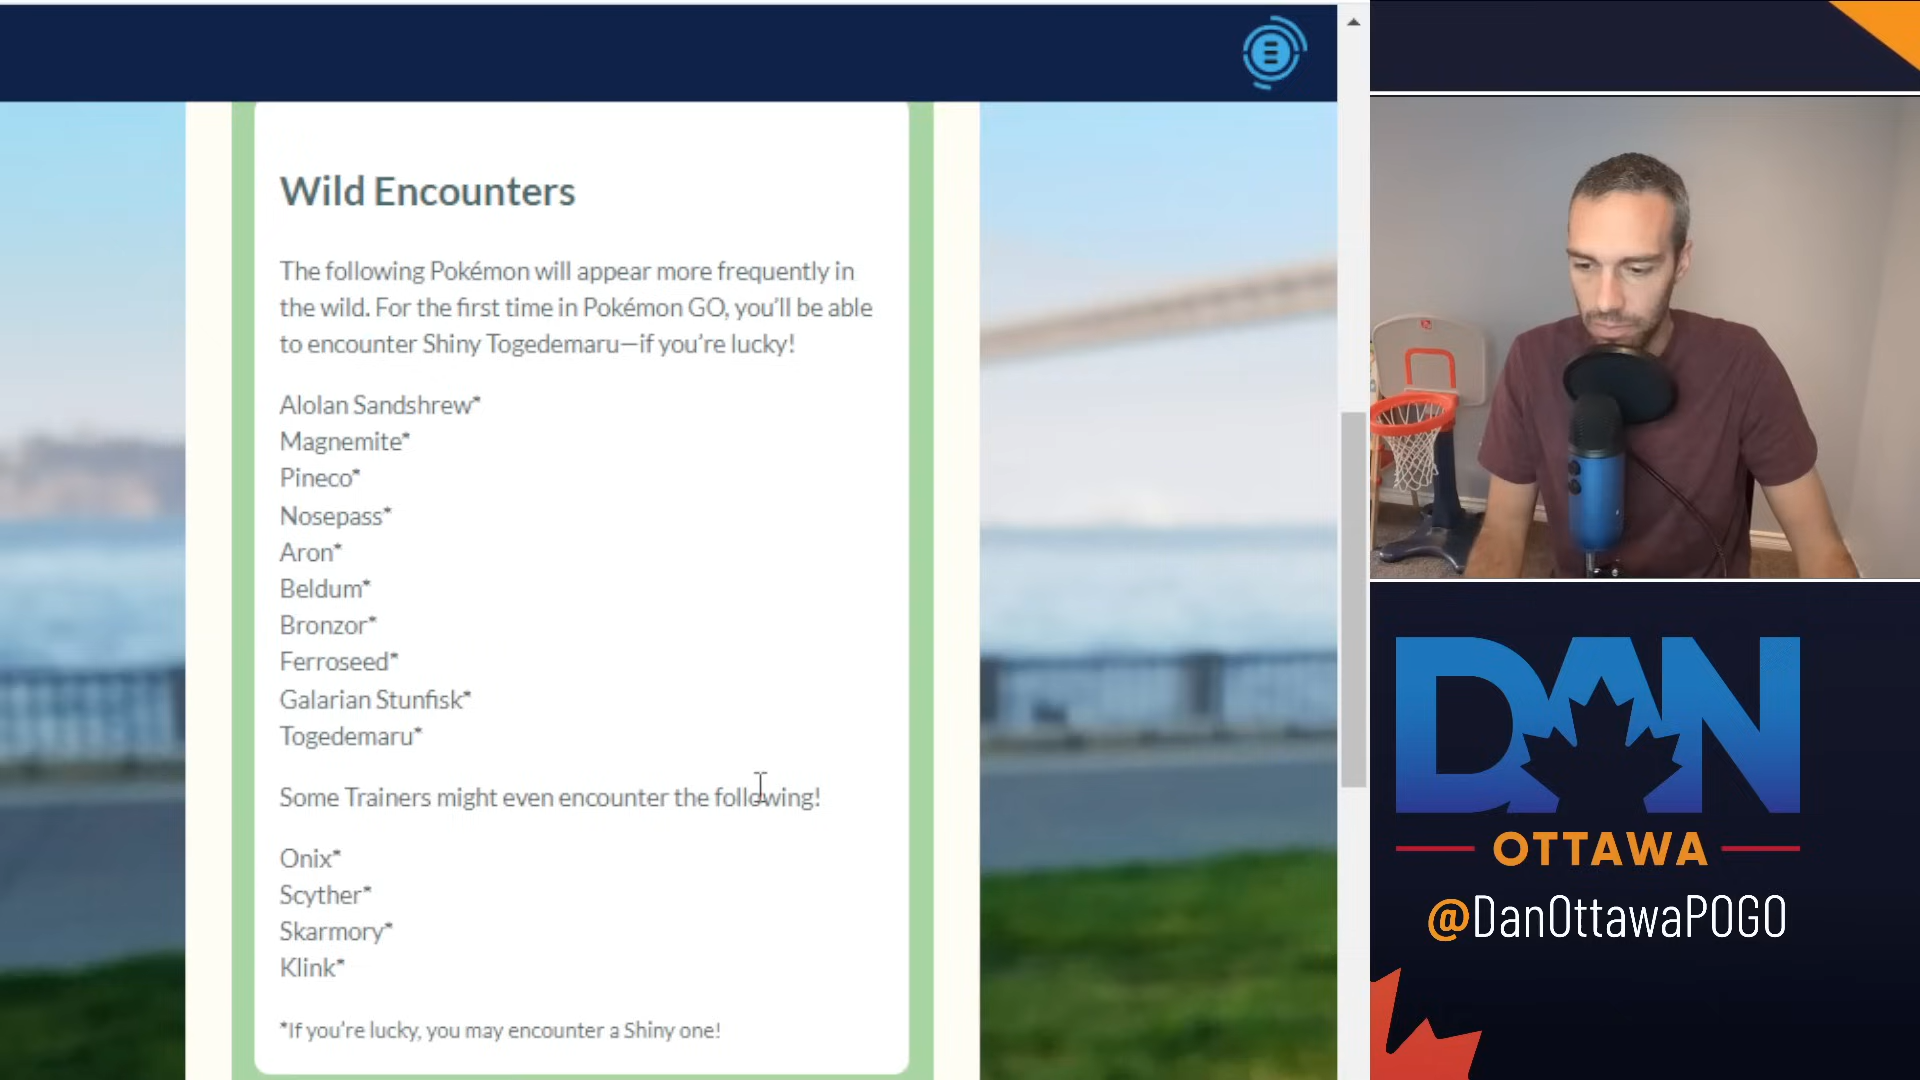 Wild Encounters
The following Pokémon will appear more frequently in
the wild. For the first time in Pokémon GO, you'll be able
to encounter Shiny Togedemaru—if you're lucky!
Alolan Sandshrew*
Magnemite*
Pineco*
Nosepass*
Aron*
Beldum*
Bronzor*
Ferroseed*
Galarian Stunfisk*
Togedemaru*
Some Trainers might even encounter the following!
Onix*
Scyther*
Skarmory*
Klink*
*If you're lucky, you may encounter a Shiny one!
DAN
OTTAWA
@DanOttawaPOGO